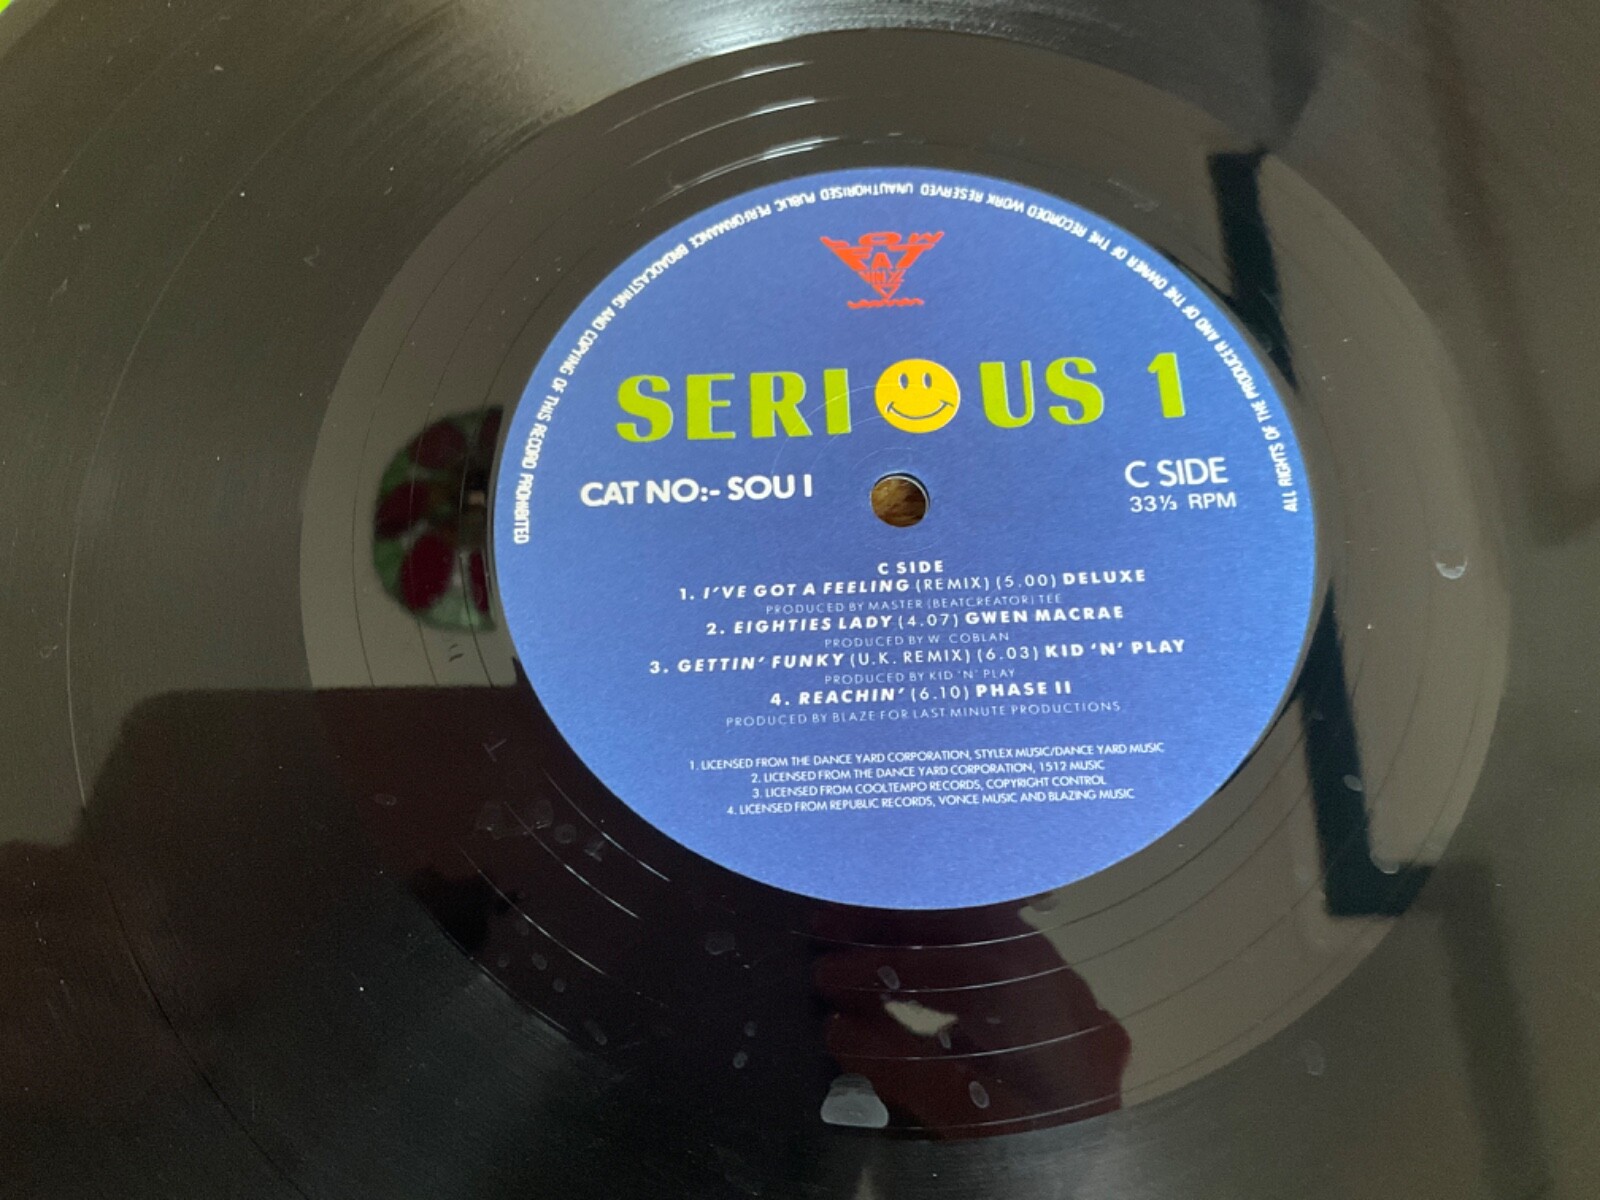 ALL RIGHTS OF THE PRODUCER AND OF THE OWNER OF THE RECORDED WORK RESERVED UNAUTHORISED PUBLIC PERFORMANCE BROADCASTING AND COPYING OF THIS RECORD PROHIBITED
LOW
FAT
VINYL
SERIOUS 1
CAT NO:- SOU I
C SIDE
33⅓ RPM
C SIDE
1. I'VE GOT A FEELING (REMIX) (5.00) DELUXE
PRODUCED BY MASTER (BEATCREATOR) TEE
2. EIGHTIES LADY (4.07) GWEN MACRAE
PRODUCED BY W. COBLAN
3. GETTIN' FUNKY (U.K. REMIX) (6.03) KID 'N' PLAY
PRODUCED BY KID 'N' PLAY
4. REACHIN' (6.10) PHASE II
PRODUCED BY BLAZE FOR LAST MINUTE PRODUCTIONS
1. LICENSED FROM THE DANCE YARD CORPORATION, STYLEX MUSIC/DANCE YARD MUSIC
2. LICENSED FROM THE DANCE YARD CORPORATION, 1512 MUSIC
3. LICENSED FROM COOLTEMPO RECORDS, COPYRIGHT CONTROL
4. LICENSED FROM REPUBLIC RECORDS, VONCE MUSIC AND BLAZING MUSIC